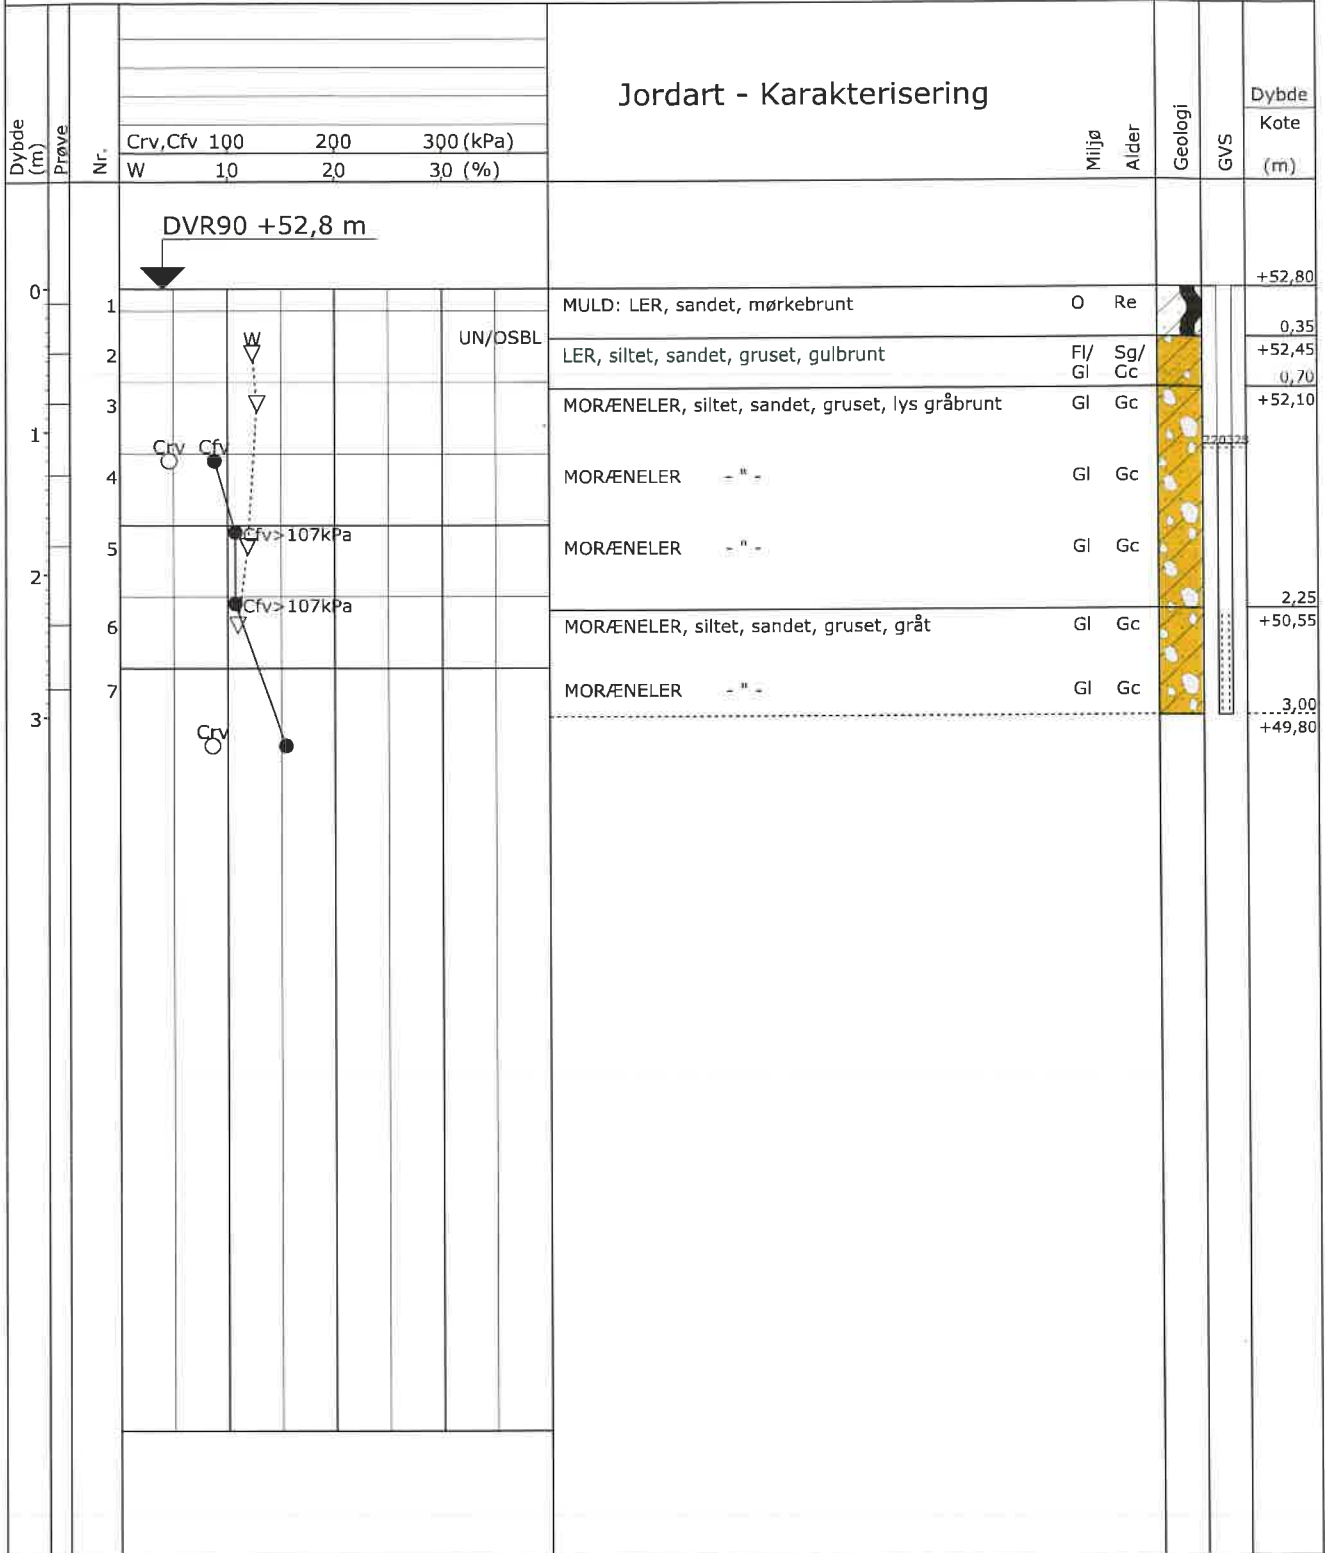 Jordart - Karakterisering
Dybde (m)
Prøve
Nr.
Crv,Cfv 100 200 300 (kPa)
W 10 20 30 (%)
Miljø
Alder
Geologi
GVS
Dybde
Kote
(m)
DVR90 +52,8 m
+52,80
0
1 MULD: LER, sandet, mørkebrunt O Re
0,35
W UN/OSBL
+52,45
2 LER, siltet, sandet, gruset, gulbrunt Fl/ Sg/
Gl Gc
0,70
3 MORÆNELER, siltet, sandet, gruset, lys gråbrunt Gl Gc +52,10
1
Crv Cfv
4 MORÆNELER - " - Gl Gc
Cfv>107kPa
5 MORÆNELER - " - Gl Gc
2
2,25
Cfv>107kPa
6 MORÆNELER, siltet, sandet, gruset, gråt Gl Gc +50,55
7 MORÆNELER - " - Gl Gc
3,00
3
+49,80
Crv